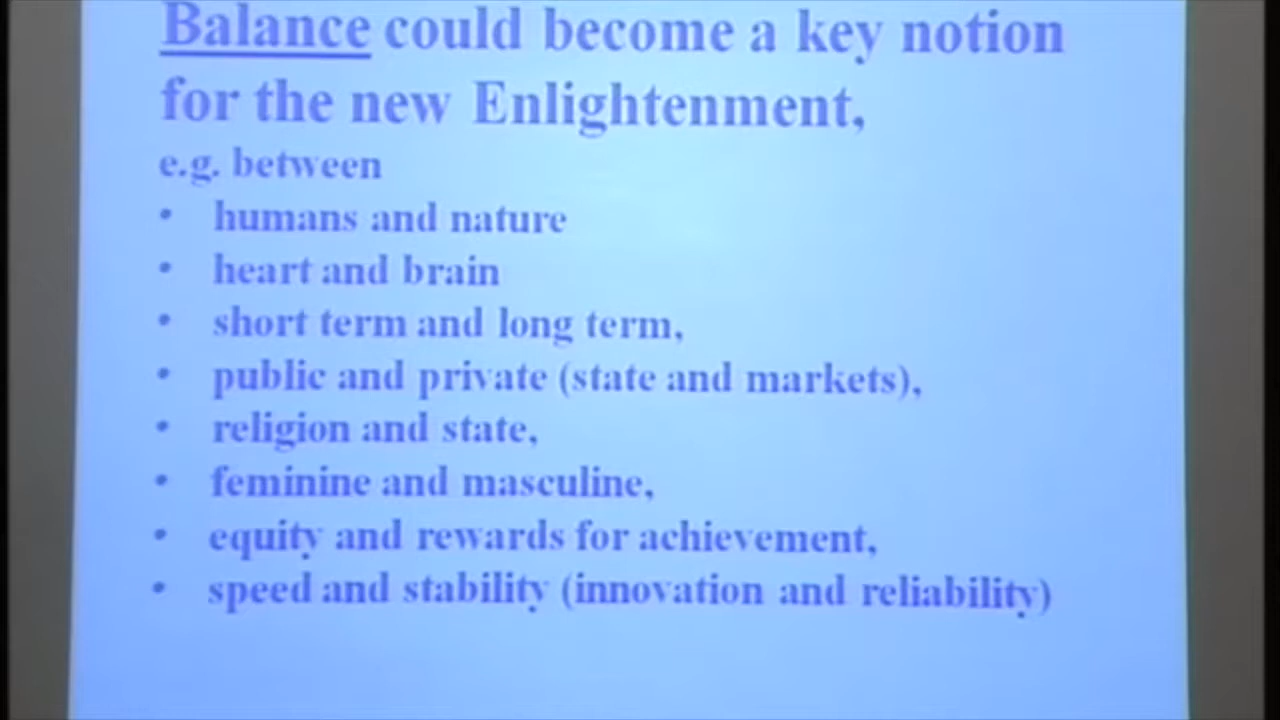 Balance could become a key notion
for the new Enlightenment,
e.g. between
• humans and nature
• heart and brain
• short term and long term,
• public and private (state and markets),
• religion and state,
• feminine and masculine,
• equity and rewards for achievement,
• speed and stability (innovation and reliability)